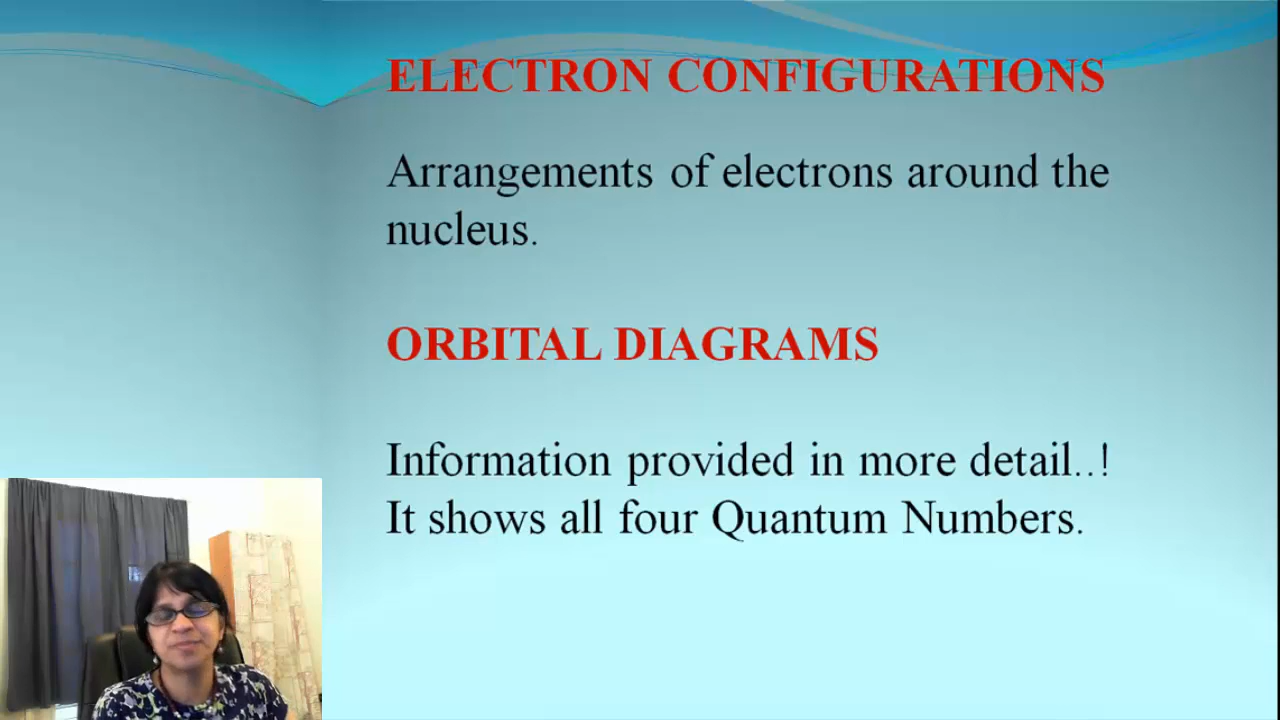 ELECTRON CONFIGURATIONS
Arrangements of electrons around the
nucleus.
ORBITAL DIAGRAMS
Information provided in more detail..!
It shows all four Quantum Numbers.